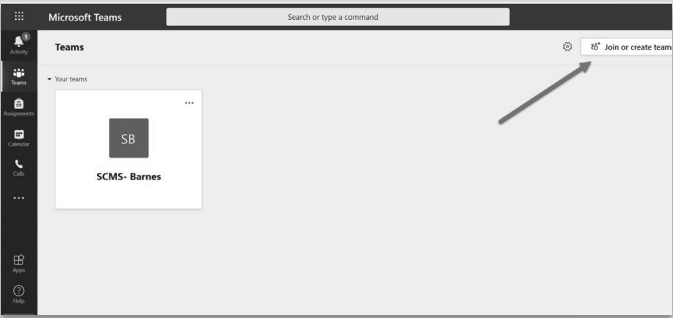 Microsoft Teams
Search or type a command
1
Activity
Teams
Join or create team
Teams
Your teams
Assignments
SB
Calendar
SCMS- Barnes
Calls
Apps
Help